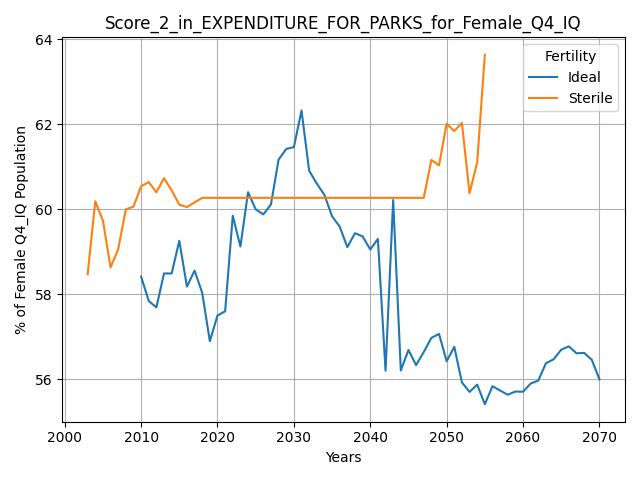 Score_2_in_EXPENDITURE_FOR_PARKS_for_Female_Q4_IQ
Fertility
Ideal
Sterile
% of Female Q4_IQ Population
64
62
60
58
56
2000 2010 2020 2030 2040 2050 2060 2070
Years